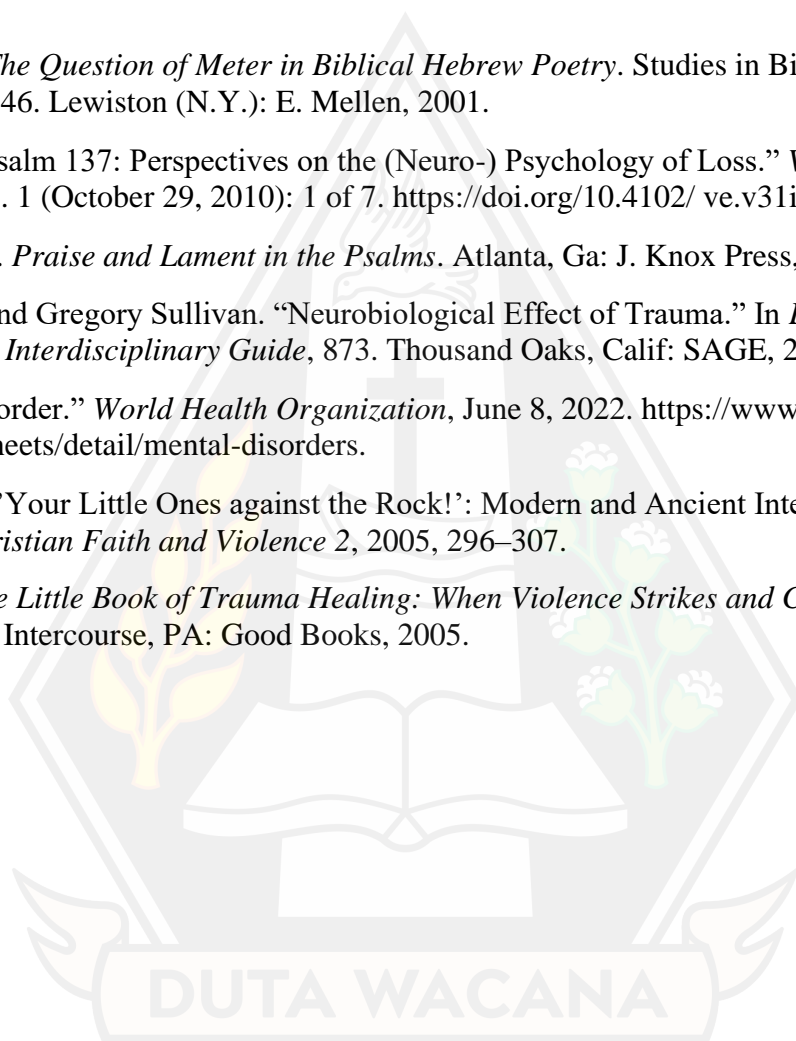 he Question of Meter in Biblical Hebrew Poetry. Studies in Bi
46. Lewiston (N.Y.): E. Mellen, 2001.
salm 137: Perspectives on the (Neuro-) Psychology of Loss.”
. 1 (October 29, 2010): 1 of 7. https://doi.org/10.4102/ ve.v31i
. Praise and Lament in the Psalms. Atlanta, Ga: J. Knox Press,
nd Gregory Sullivan. “Neurobiological Effect of Trauma.” In
Interdisciplinary Guide, 873. Thousand Oaks, Calif: SAGE, 2
order.” World Health Organization, June 8, 2022. https://www
eets/detail/mental-disorders.
’Your Little Ones against the Rock!’: Modern and Ancient Inte
ristian Faith and Violence 2, 2005, 296–307.
e Little Book of Trauma Healing: When Violence Strikes and C
Intercourse, PA: Good Books, 2005.
DUTA WACANA